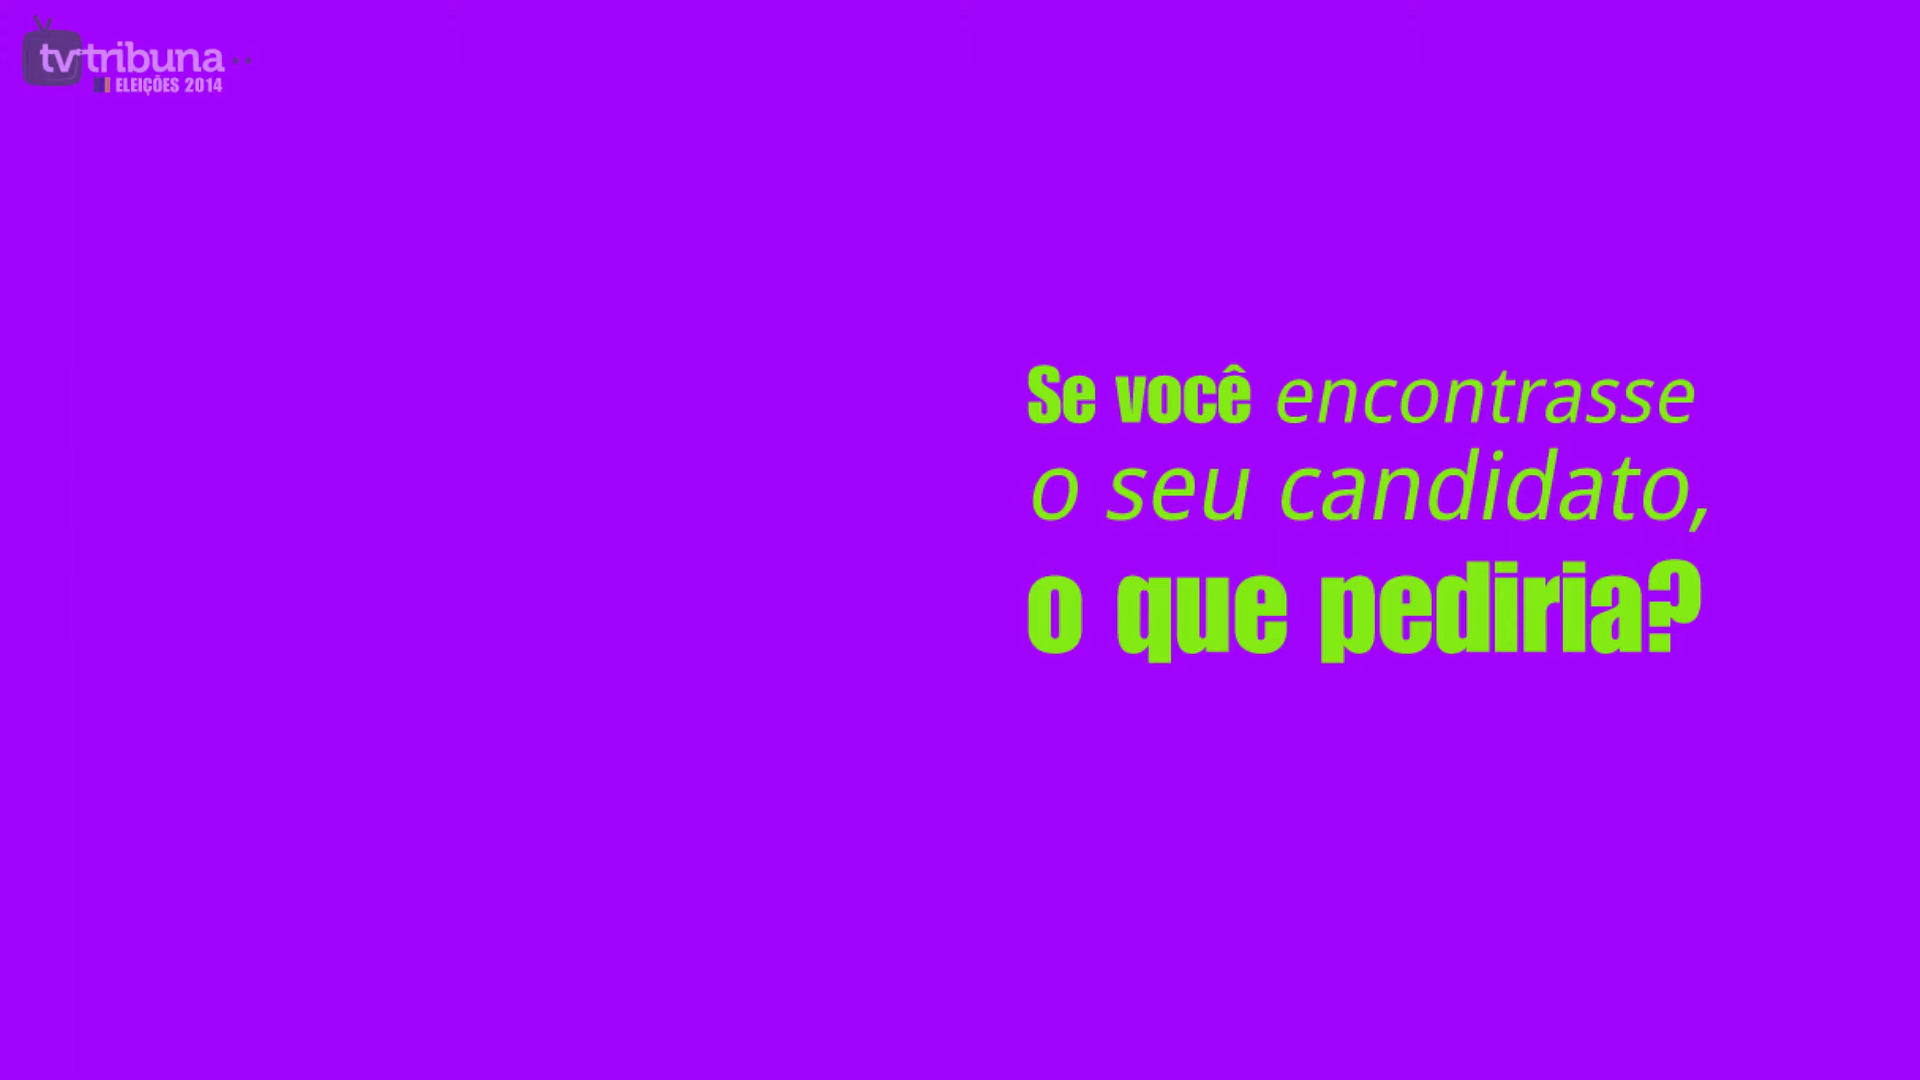 tvtribuna
ELEIÇÕES 2014
Se você encontrasse
o seu candidato,
o que pediria?